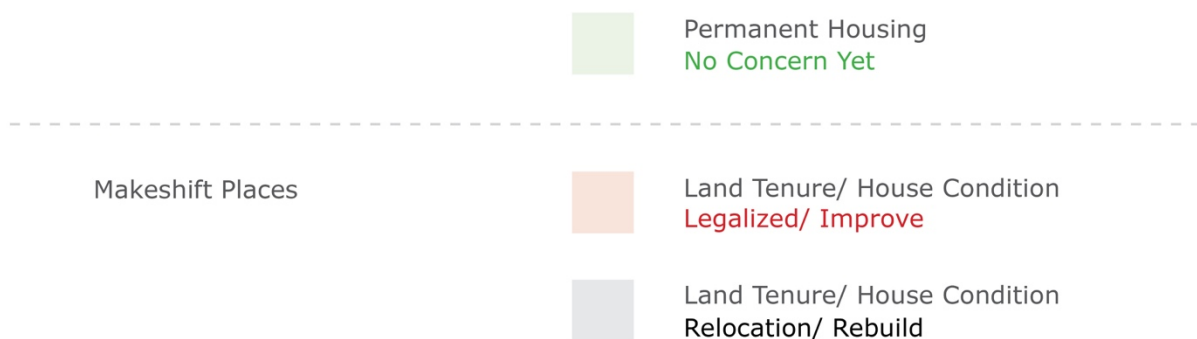 Permanent Housing
No Concern Yet
Makeshift Places
Land Tenure/ House Condition
Legalized/ Improve
Land Tenure/ House Condition
Relocation/ Rebuild